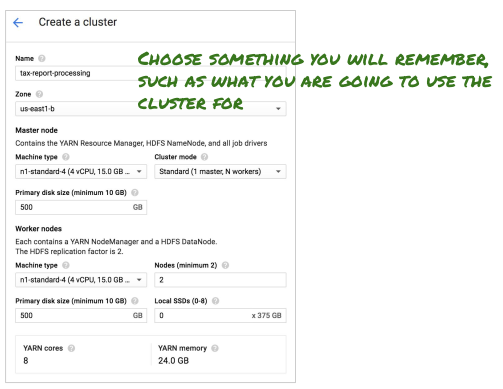 Create a cluster
Name
CHOOSE SOMETHING YOU WILL REMEMBER,
tax-report-processing
SUCH AS WHAT YOU ARE GOING TO USE THE
Zone
CLUSTER FOR
us-east1-b
Master node
Contains the YARN Resource Manager, HDFS NameNode, and all job drivers
Machine type Cluster mode
n1-standard-4 (4 vCPU, 15.0 GB ... Standard (1 master, N workers)
Primary disk size (minimum 10 GB)
500 GB
Worker nodes
Each contains a YARN NodeManager and a HDFS DataNode.
The HDFS replication factor is 2.
Machine type Nodes (minimum 2)
n1-standard-4 (4 vCPU, 15.0 GB ... 2
Primary disk size (minimum 10 GB) Local SSDs (0-8)
500 GB 0 x 375 GB
YARN cores YARN memory
8 24.0 GB